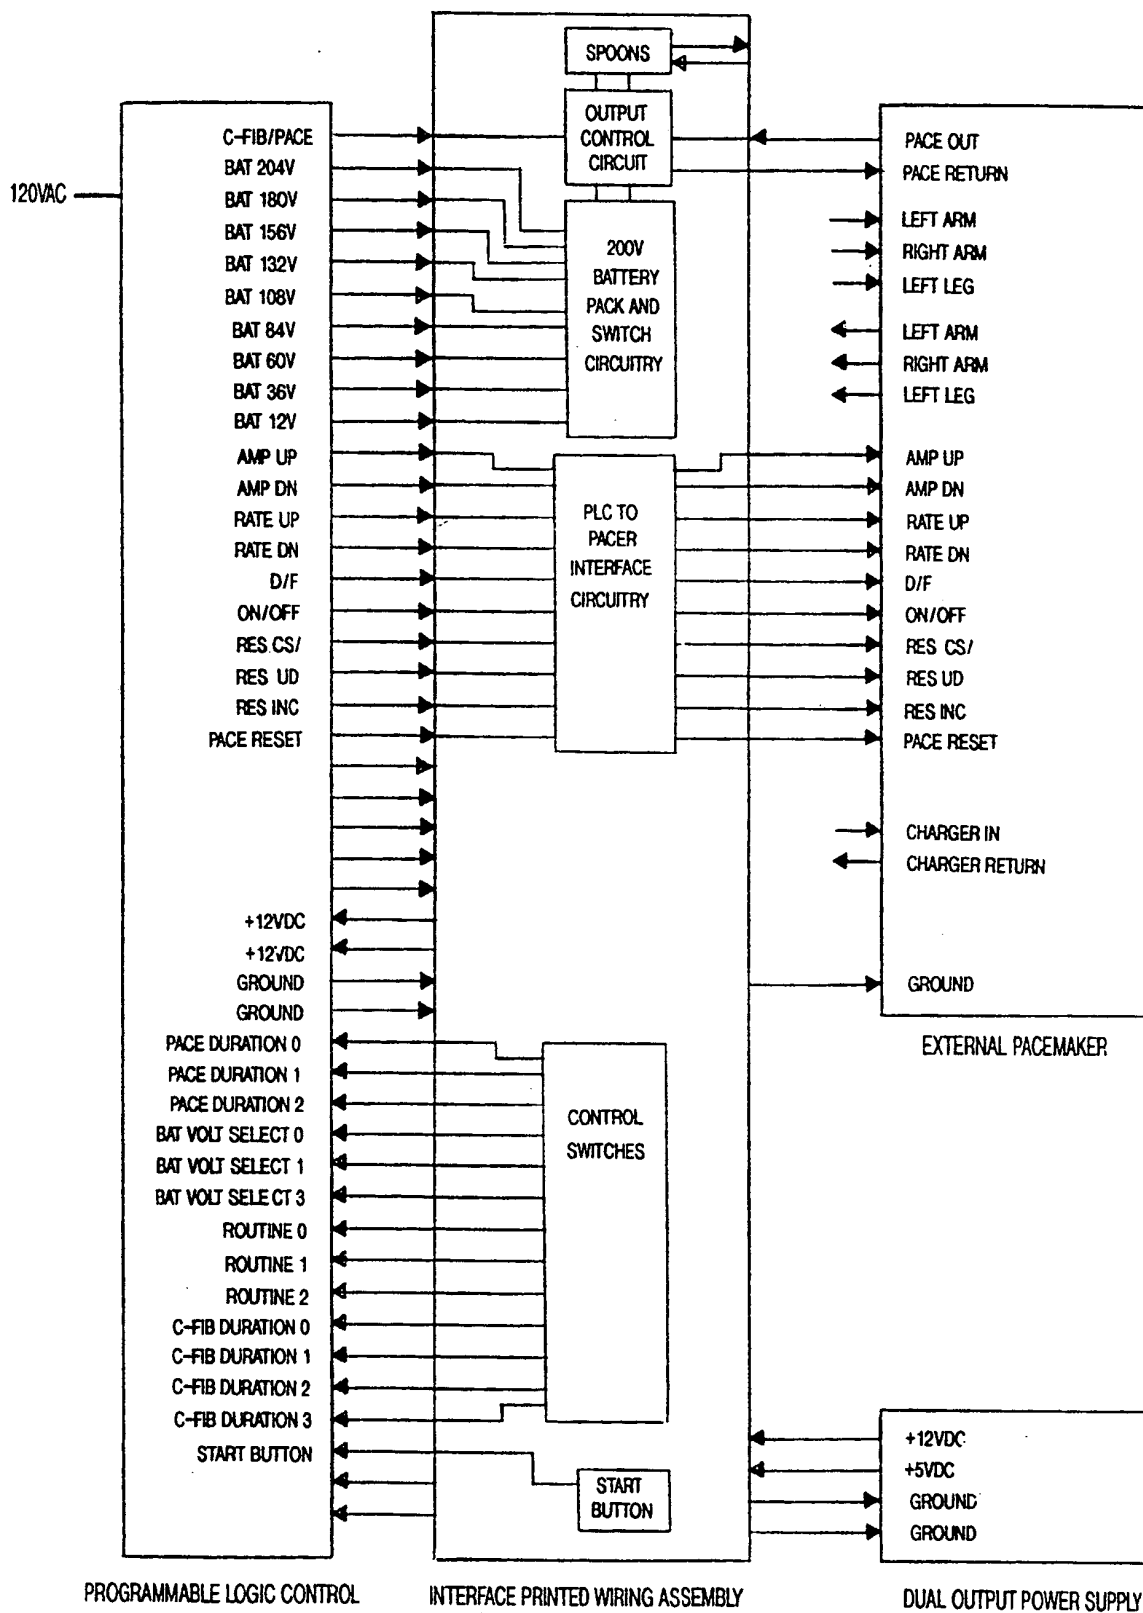 120VAC
C-FIB/PACE
BAT 204V
BAT 180V
BAT 156V
BAT 132V
BAT 108V
BAT 84V
BAT 60V
BAT 36V
BAT 12V
AMP UP
AMP DN
RATE UP
RATE DN
D/F
ON/OFF
RES CS/
RES UD
RES INC
PACE RESET
+12VDC
+12VDC
GROUND
GROUND
PACE DURATION 0
PACE DURATION 1
PACE DURATION 2
BAT VOLT SELECT 0
BAT VOLT SELECT 1
BAT VOLT SELECT 3
ROUTINE 0
ROUTINE 1
ROUTINE 2
C-FIB DURATION 0
C-FIB DURATION 1
C-FIB DURATION 2
C-FIB DURATION 3
START BUTTON
PROGRAMMABLE LOGIC CONTROL
SPOONS
OUTPUT
CONTROL
CIRCUIT
200V
BATTERY
PACK AND
SWITCH
CIRCUITRY
PLC TO
PACER
INTERFACE
CIRCUITRY
CONTROL
SWITCHES
START
BUTTON
INTERFACE PRINTED WIRING ASSEMBLY
PACE OUT
PACE RETURN
LEFT ARM
RIGHT ARM
LEFT LEG
LEFT ARM
RIGHT ARM
LEFT LEG
AMP UP
AMP DN
RATE UP
RATE DN
D/F
ON/OFF
RES CS/
RES UD
RES INC
PACE RESET
CHARGER IN
CHARGER RETURN
GROUND
EXTERNAL PACEMAKER
+12VDC
+5VDC
GROUND
GROUND
DUAL OUTPUT POWER SUPPLY